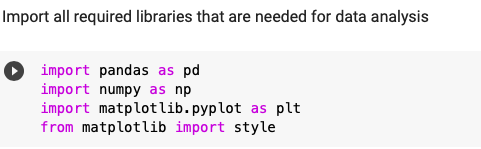 Import all required libraries that are needed for data analysis
import pandas as pd
import numpy as np
import matplotlib.pyplot as plt
from matplotlib import style